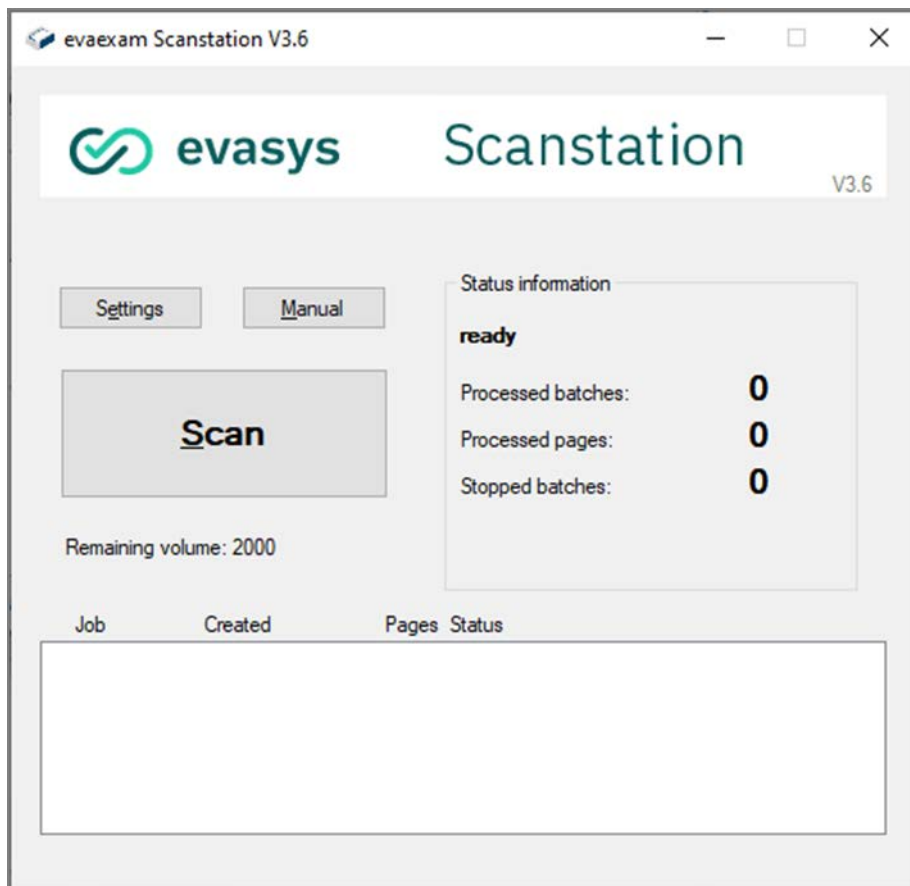 evaexam Scanstation V3.6
evasys Scanstation
V3.6
Settings Manual
Scan
Remaining volume: 2000
Status information
ready
Processed batches: 0
Processed pages: 0
Stopped batches: 0
Job Created Pages Status